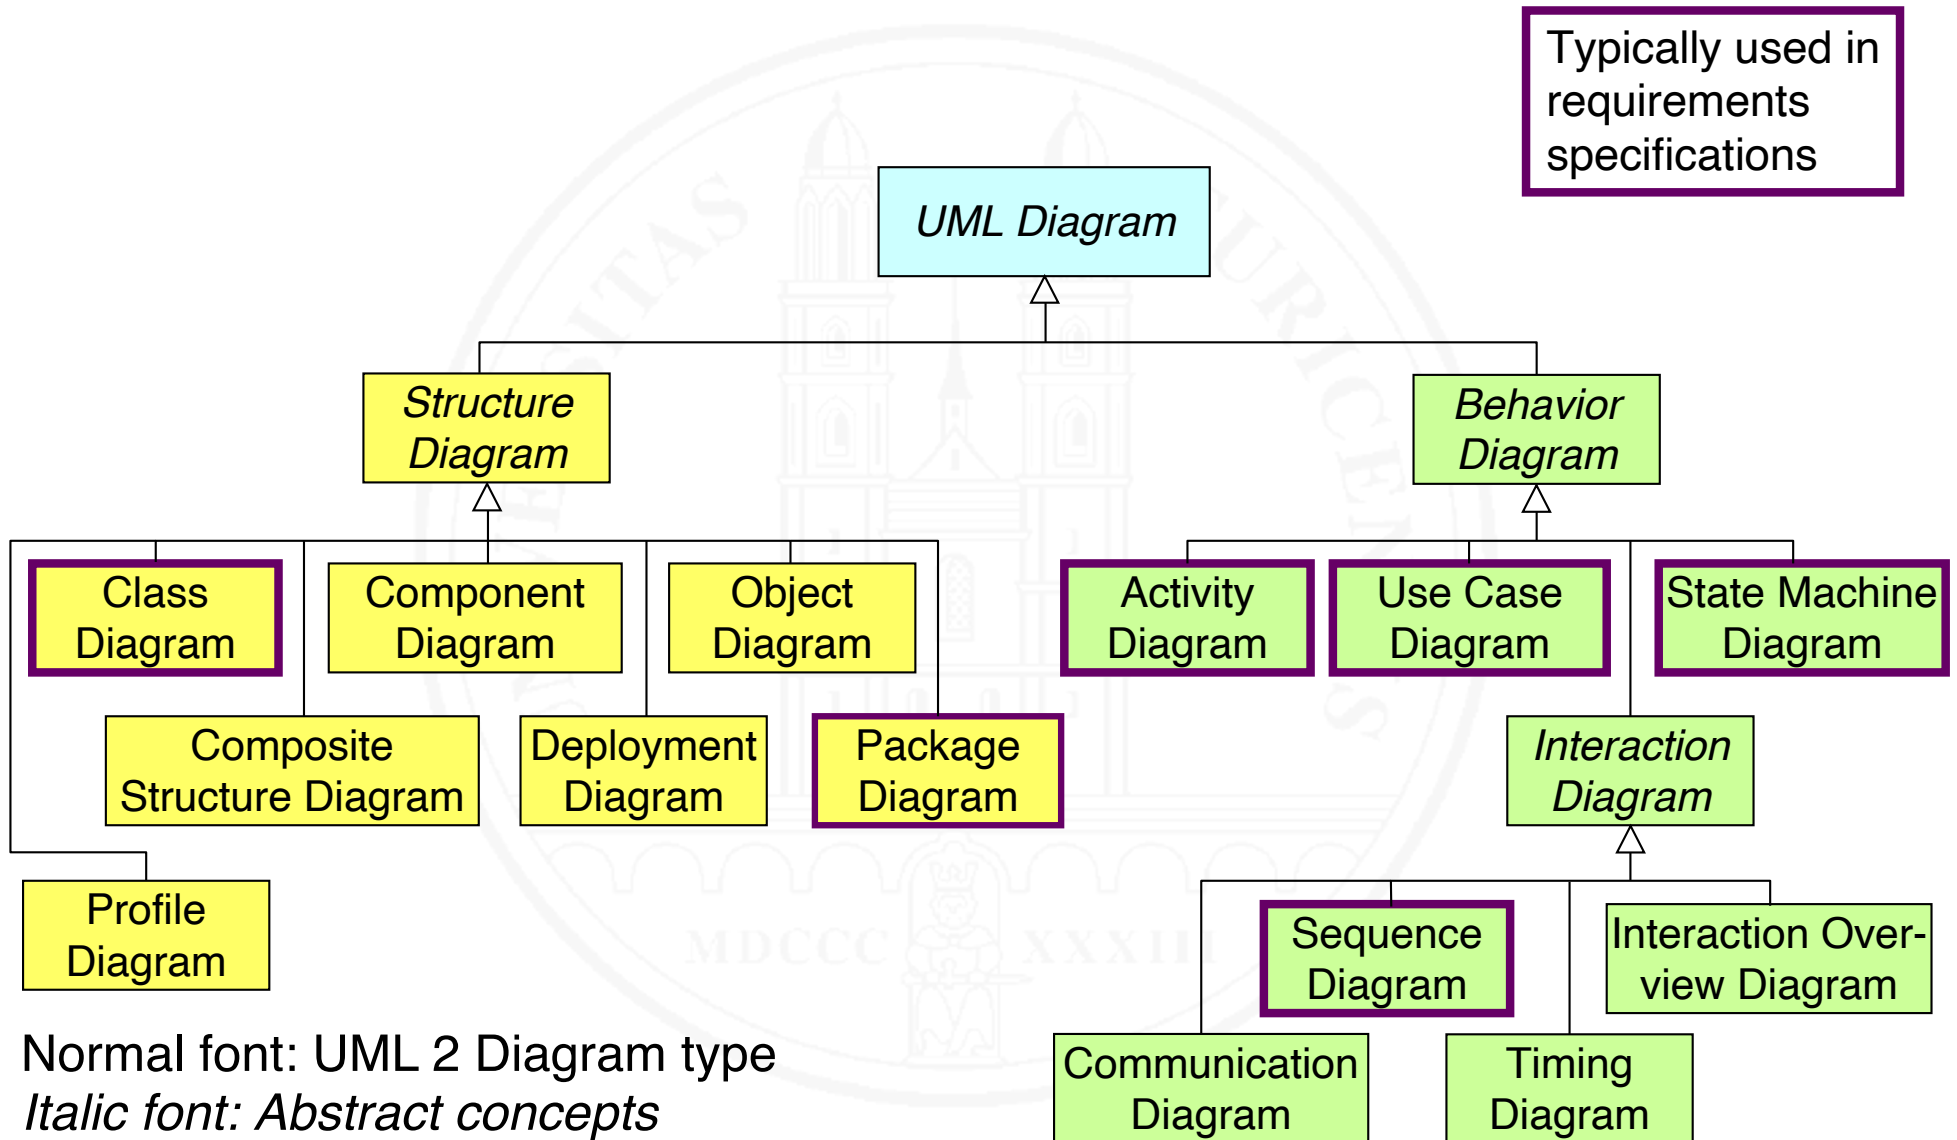 Typically used in
requirements
specifications
UML Diagram
Structure
Diagram
Behavior
Diagram
Class
Diagram
Component
Diagram
Object
Diagram
Activity
Diagram
Use Case
Diagram
State Machine
Diagram
Composite
Structure Diagram
Deployment
Diagram
Package
Diagram
Interaction
Diagram
Profile
Diagram
Sequence
Diagram
Interaction Over-
view Diagram
Communication
Diagram
Timing
Diagram
Normal font: UML 2 Diagram type
Italic font: Abstract concepts
MDCCC XXXIII